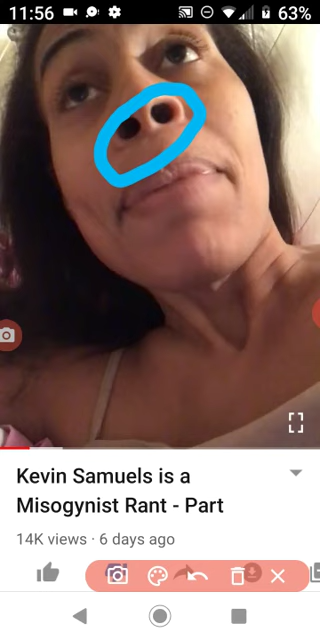 11:56
63%
Kevin Samuels is a
Misogynist Rant - Part
14K views · 6 days ago